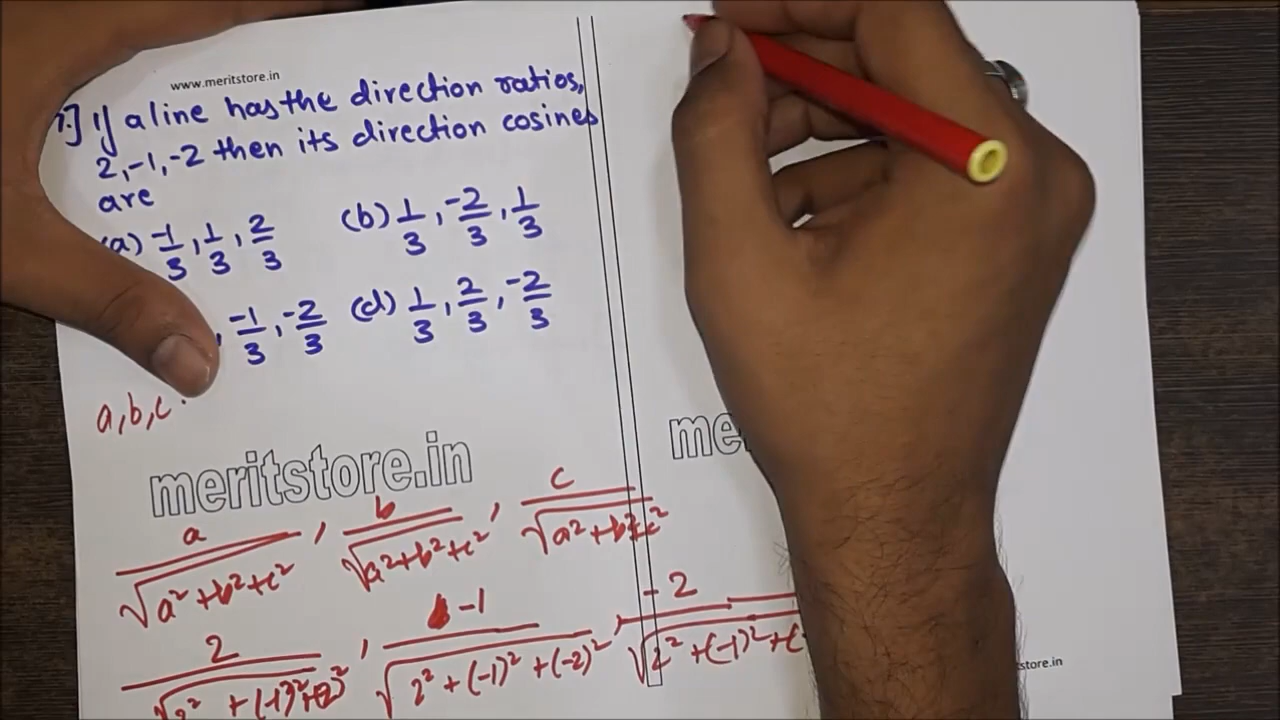 www.meritstore.in
If a line has the direction ratios,
2,-1,-2 then its direction cosines
are
(a) -1/3, 1/3, 2/3 (b) 1/3, -2/3, 1/3
, -1/3, -2/3 (d) 1/3, 2/3, -2/3
a,b,c
meritstore.in
a/√a²+b²+c² , b/√a²+b²+c² , c/√a²+b²+c²
2/√2²+(-1)²+(-2)² , -1/√2²+(-1)²+(-2)² , -2/√2²+(-1)²+(-